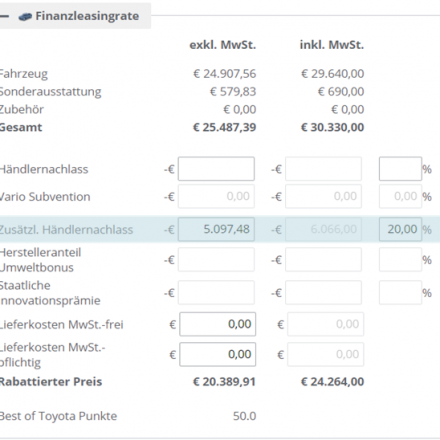 Finanzleasingrate
exkl. MwSt. inkl. MwSt.
Fahrzeug € 24.907,56 € 29.640,00
Sonderausstattung € 579,83 € 690,00
Zubehör € 0,00 € 0,00
Gesamt € 25.487,39 € 30.330,00
Händlernachlass -€ -€ %
Vario Subvention -€ 0,00 -€ 0,00 0,00 %
Zusätzl. Händlernachlass -€ 5.097,48 -€ 6.066,00 20,00 %
Herstelleranteil
Umweltbonus -€ -€ %
Staatliche
Innovationsprämie -€ -€ %
Lieferkosten MwSt.-frei € 0,00 0,00
Lieferkosten MwSt.-
pflichtig € 0,00 0,00
Rabattierter Preis € 20.389,91 € 24.264,00
Best of Toyota Punkte 50.0